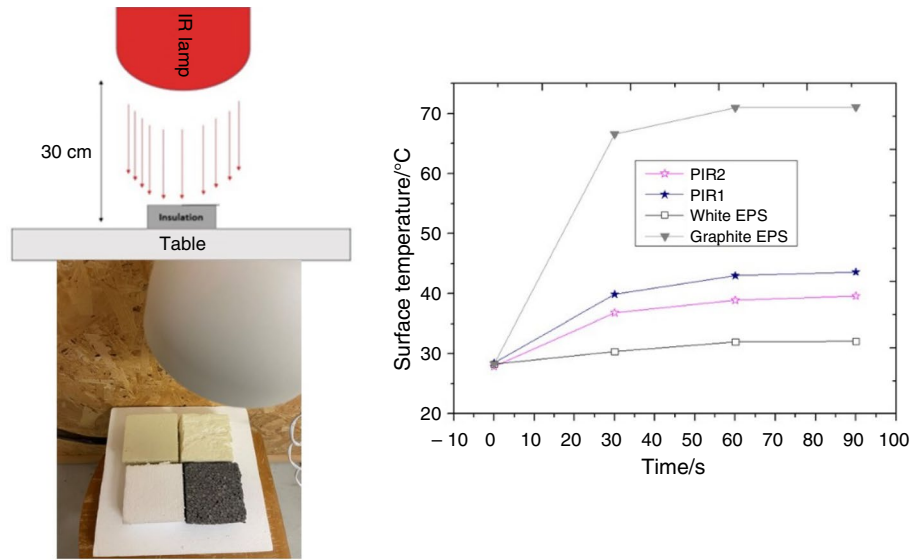 IR lamp
30 cm
Insulation
Table
Surface temperature/°C
70
60
50
40
30
20
PIR2
PIR1
White EPS
Graphite EPS
– 10 0 10 20 30 40 50 60 70 80 90 100
Time/s